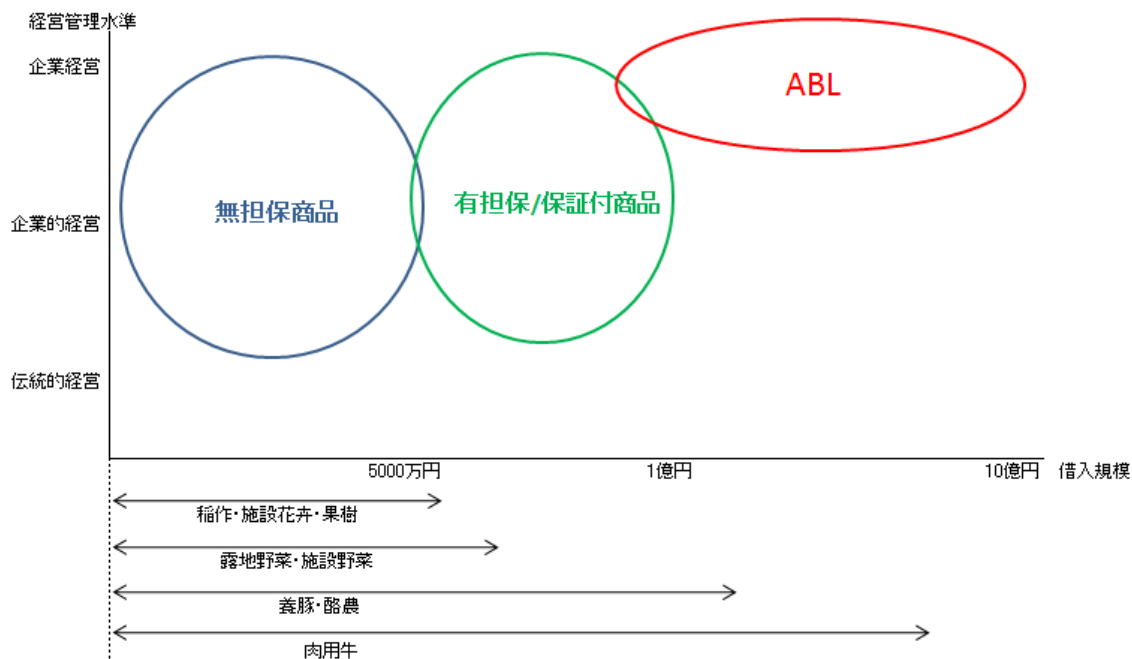 経営管理水準
企業経営
ABL
無担保商品
有担保/保証付商品
企業的経営
伝統的経営
5000万円
1億円
10億円
借入規模
稲作・施設花卉・果樹
露地野菜・施設野菜
養豚・酪農
肉用牛